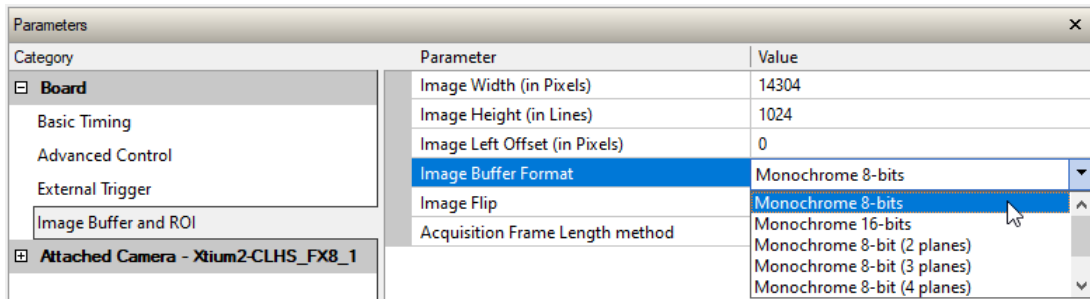 Parameters ×
Category Parameter Value
Board Image Width (in Pixels) 14304
Basic Timing Image Height (in Lines) 1024
Advanced Control Image Left Offset (in Pixels) 0
External Trigger Image Buffer Format Monochrome 8-bits
Image Buffer and ROI Image Flip Monochrome 8-bits
Attached Camera - Xtium2-CLHS_FX8_1 Acquisition Frame Length method Monochrome 16-bits
Monochrome 8-bit (2 planes)
Monochrome 8-bit (3 planes)
Monochrome 8-bit (4 planes)